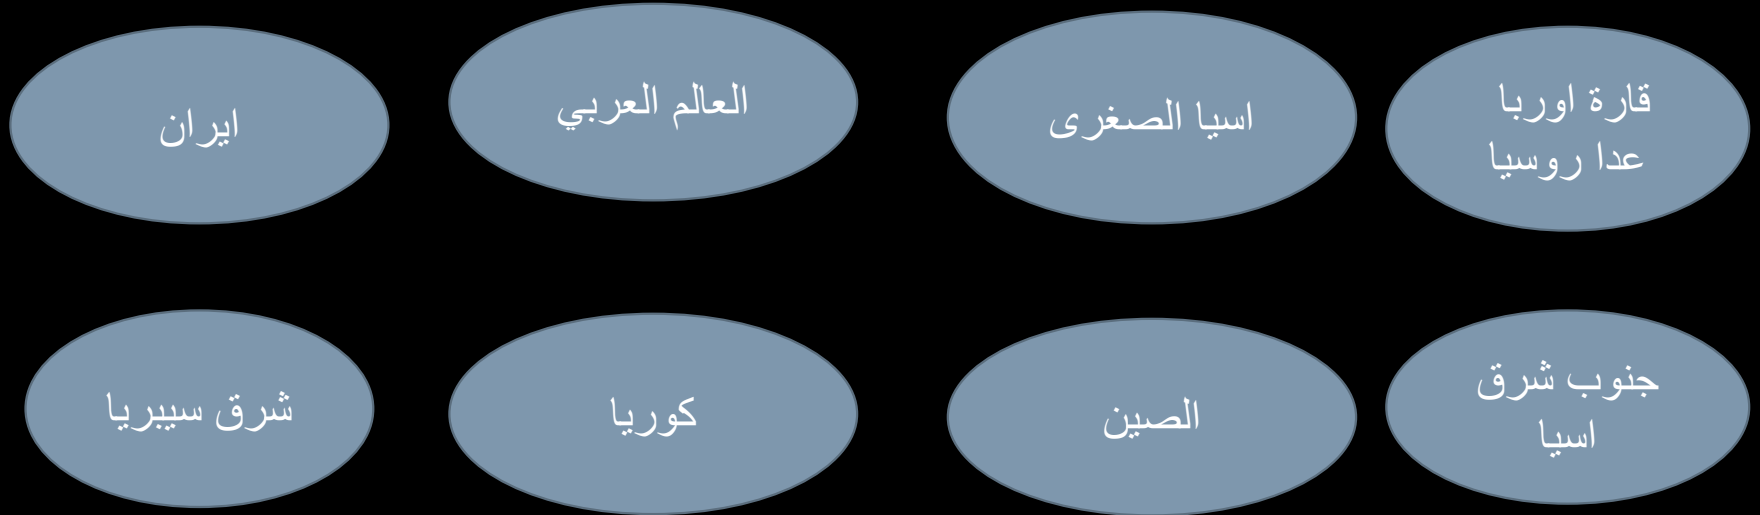 قارة اوربا
عدا روسيا
اسيا الصغرى
العالم العربي
ايران
جنوب شرق
اسيا
الصين
كوريا
شرق سيبريا